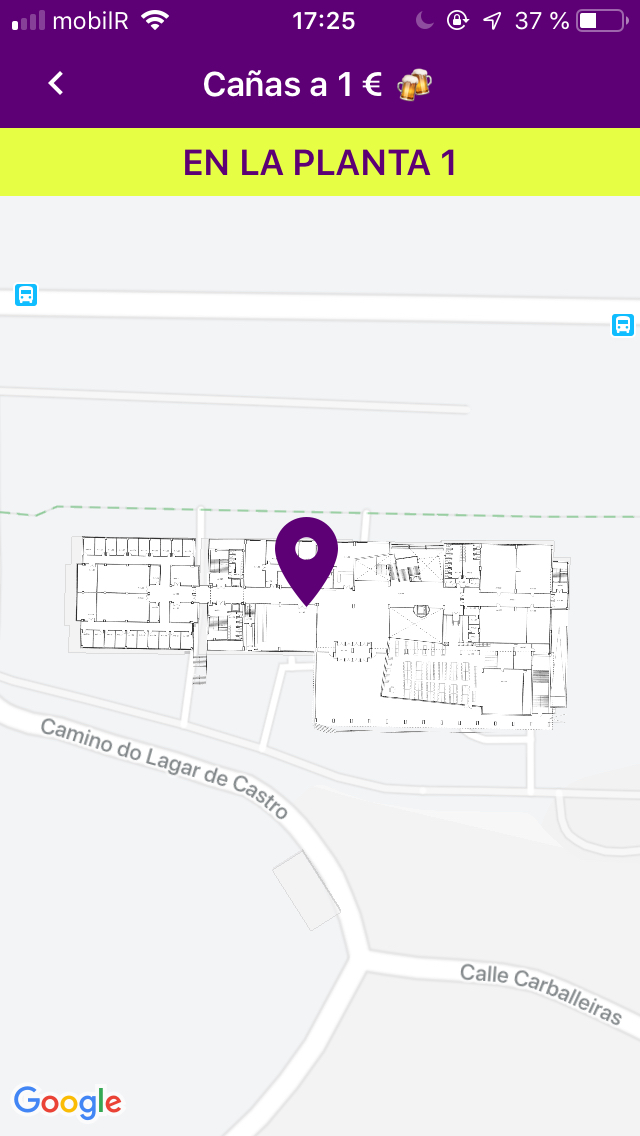 mobilR 17:25 37 %
Cañas a 1 € 🍻
EN LA PLANTA 1
Camino do Lagar de Castro
Calle Carballeiras
Google